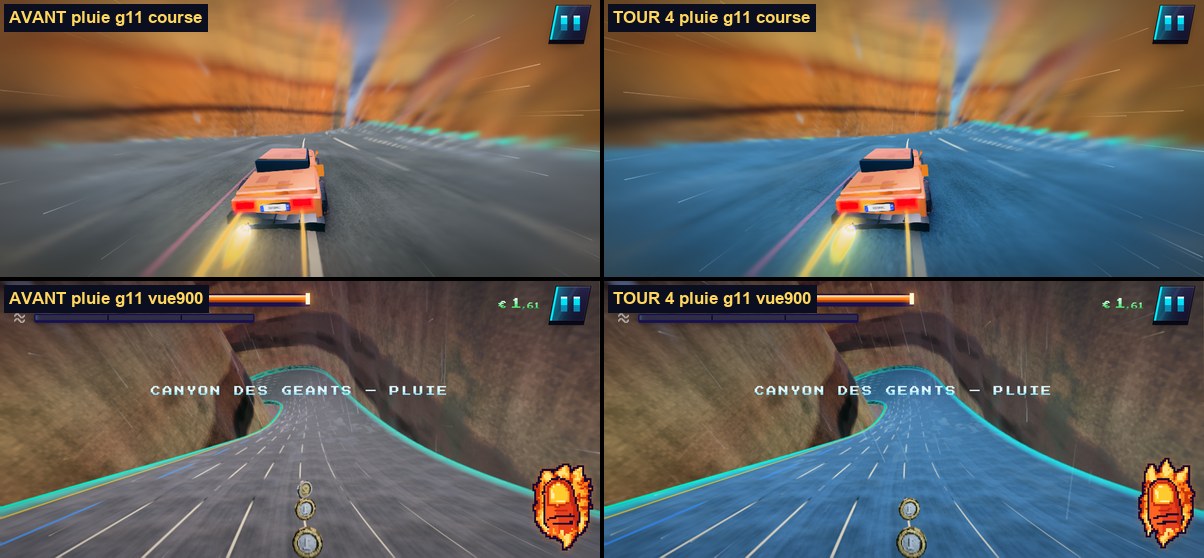 AVANT pluie g11 course
TOUR 4 pluie g11 course
AVANT pluie g11 vue900
€ 1,61
CANYON DES GEANTS – PLUIE
TOUR 4 pluie g11 vue900
€ 1,61
CANYON DES GEANTS – PLUIE